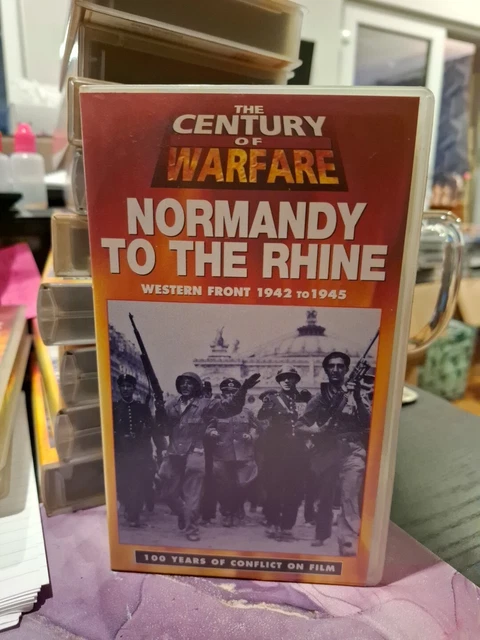 THE
CENTURY
OF
WARFARE
NORMANDY
TO THE RHINE
WESTERN FRONT 1942 TO 1945
100 YEARS OF CONFLICT ON FILM